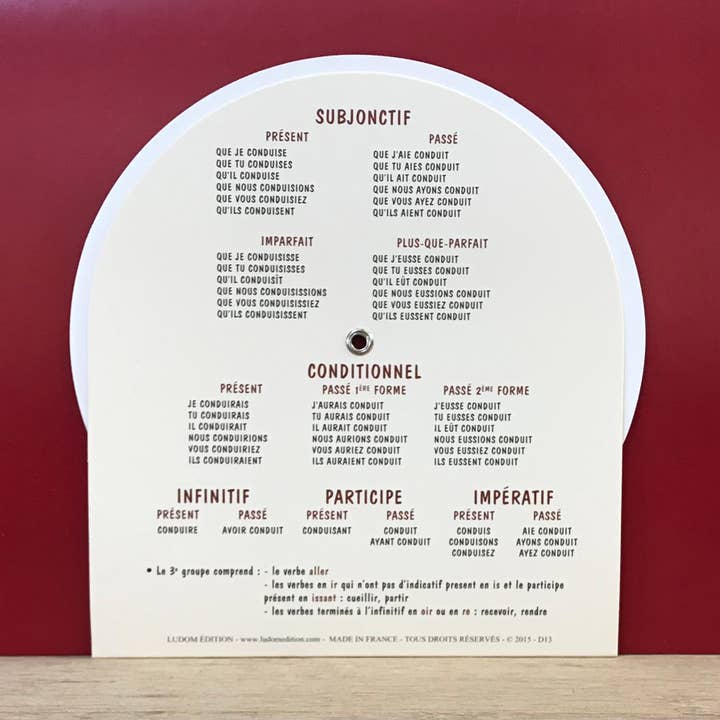 SUBJONCTIF
PRÉSENT
QUE JE CONDUISE
QUE TU CONDUISES
QU'IL CONDUISE
QUE NOUS CONDUISIONS
QUE VOUS CONDUISIEZ
QU'ILS CONDUISENT
PASSÉ
QUE J'AIE CONDUIT
QUE TU AIES CONDUIT
QU'IL AIT CONDUIT
QUE NOUS AYONS CONDUIT
QUE VOUS AYEZ CONDUIT
QU'ILS AIENT CONDUIT
IMPARFAIT
QUE JE CONDUISISSE
QUE TU CONDUISISSES
QU'IL CONDUISÎT
QUE NOUS CONDUISISSIONS
QUE VOUS CONDUISISSIEZ
QU'ILS CONDUISISSENT
PLUS-QUE-PARFAIT
QUE J'EUSSE CONDUIT
QUE TU EUSSES CONDUIT
QU'IL EÛT CONDUIT
QUE NOUS EUSSIONS CONDUIT
QUE VOUS EUSSIEZ CONDUIT
QU'ILS EUSSENT CONDUIT
CONDITIONNEL
PRÉSENT
JE CONDUIRAIS
TU CONDUIRAIS
IL CONDUIRAIT
NOUS CONDUIRIONS
VOUS CONDUIRIEZ
ILS CONDUIRAIENT
PASSÉ 1ÈRE FORME
J'AURAIS CONDUIT
TU AURAIS CONDUIT
IL AURAIT CONDUIT
NOUS AURIONS CONDUIT
VOUS AURIEZ CONDUIT
ILS AURAIENT CONDUIT
PASSÉ 2ÈME FORME
J'EUSSE CONDUIT
TU EUSSES CONDUIT
IL EÛT CONDUIT
NOUS EUSSIONS CONDUIT
VOUS EUSSIEZ CONDUIT
ILS EUSSENT CONDUIT
INFINITIF
PRÉSENT
CONDUIRE
PASSÉ
AVOIR CONDUIT
PARTICIPE
PRÉSENT
CONDUISANT
PASSÉ
CONDUIT
AYANT CONDUIT
IMPÉRATIF
PRÉSENT
CONDUIS
CONDUISONS
CONDUISEZ
PASSÉ
AIE CONDUIT
AYONS CONDUIT
AYEZ CONDUIT
• Le 3e groupe comprend : - le verbe aller
- les verbes en ir qui n'ont pas d'indicatif present en is et le participe
présent en issant : cueillir, partir
- les verbes terminés à l'infinitif en oir ou en re : recevoir, rendre
LUDOM ÉDITION - www.ludomedition.com - MADE IN FRANCE - TOUS DROITS RÉSERVÉS - © 2015 - D13